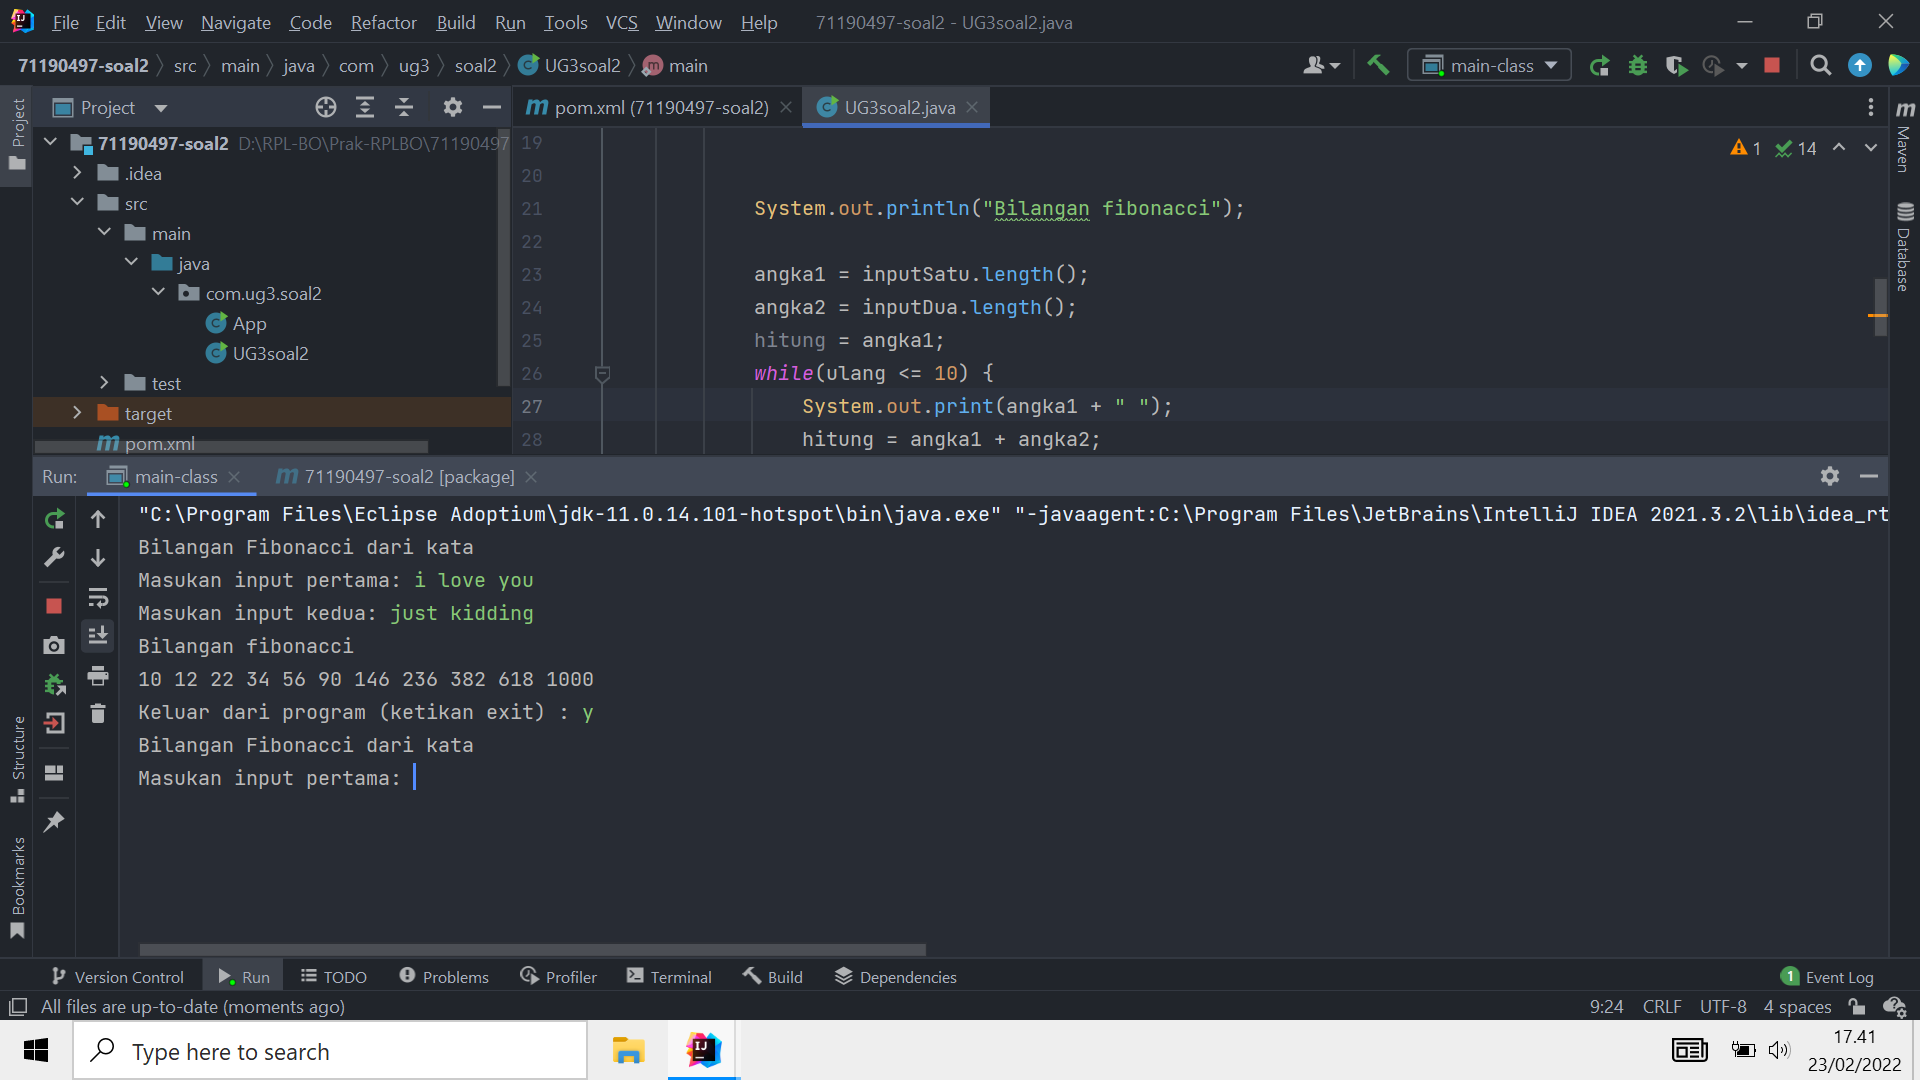 File Edit View Navigate Code Refactor Build Run Tools VCS Window Help 71190497-soal2 - UG3soal2.java
71190497-soal2 src main java com ug3 soal2 UG3soal2 main main-class
Project pom.xml (71190497-soal2) UG3soal2.java
Project
Maven
Database
Structure
Bookmarks
71190497-soal2 D:\RPL-BO\Prak-RPLBO\71190497
.idea
src
main
java
com.ug3.soal2
App
UG3soal2
test
target
pom.xml
1 14
19
20
21 System.out.println("Bilangan fibonacci");
22
23 angka1 = inputSatu.length();
24 angka2 = inputDua.length();
25 hitung = angka1;
26 while(ulang <= 10) {
27 System.out.print(angka1 + " ");
28 hitung = angka1 + angka2;
Run: main-class 71190497-soal2 [package]
"C:\Program Files\Eclipse Adoptium\jdk-11.0.14.101-hotspot\bin\java.exe" "-javaagent:C:\Program Files\JetBrains\IntelliJ IDEA 2021.3.2\lib\idea_rt
Bilangan Fibonacci dari kata
Masukan input pertama: i love you
Masukan input kedua: just kidding
Bilangan fibonacci
10 12 22 34 56 90 146 236 382 618 1000
Keluar dari program (ketikan exit) : y
Bilangan Fibonacci dari kata
Masukan input pertama:
Version Control Run TODO Problems Profiler Terminal Build Dependencies 1 Event Log
All files are up-to-date (moments ago) 9:24 CRLF UTF-8 4 spaces
Type here to search
17.41
23/02/2022